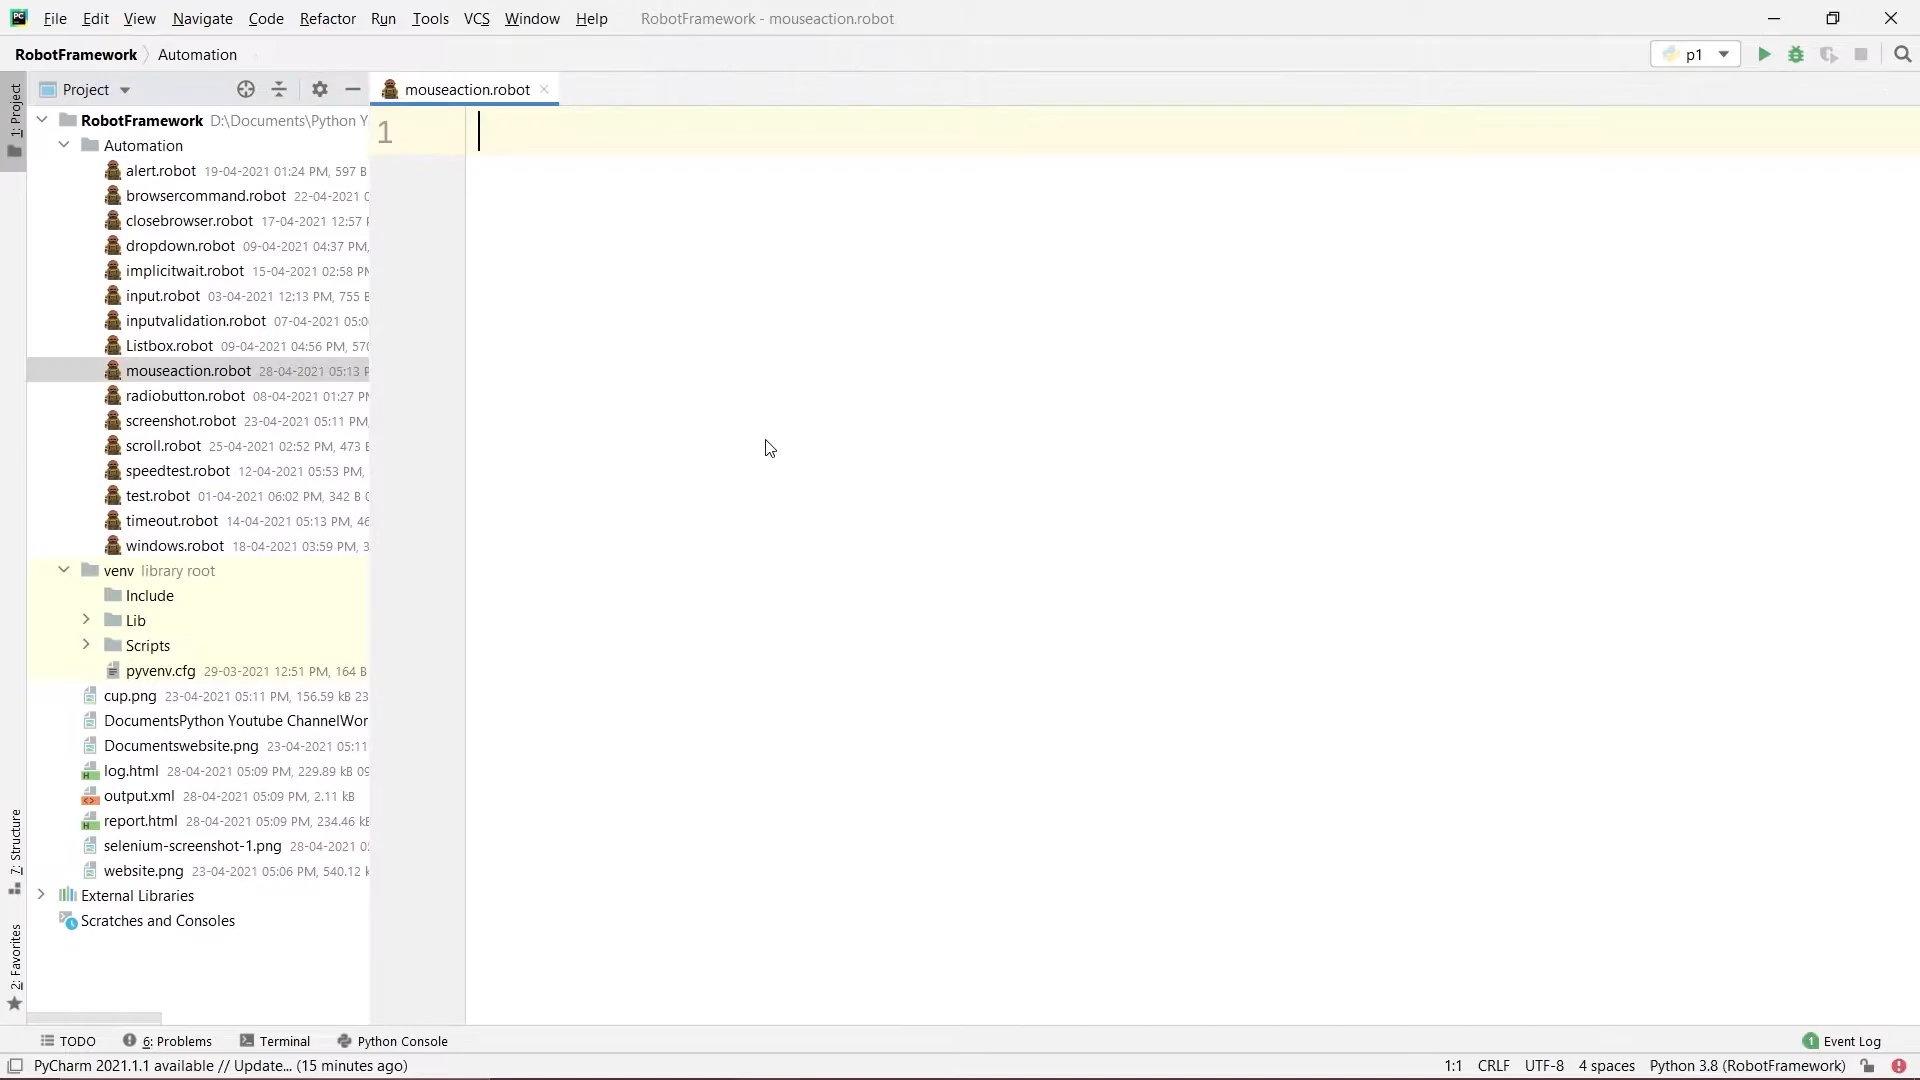 PC File Edit View Navigate Code Refactor Run Tools VCS Window Help RobotFramework - mouseaction.robot
RobotFramework Automation p1
Project mouseaction.robot
1: Project
RobotFramework D:\Documents\Python Y
1
Automation
alert.robot 19-04-2021 01:24 PM, 597 B
browsercommand.robot 22-04-2021
closebrowser.robot 17-04-2021 12:57
dropdown.robot 09-04-2021 04:37 PM,
implicitwait.robot 15-04-2021 02:58 PM
input.robot 03-04-2021 12:13 PM, 755 B
inputvalidation.robot 07-04-2021 05:0
Listbox.robot 09-04-2021 04:56 PM, 570
mouseaction.robot 28-04-2021 05:13 P
radiobutton.robot 08-04-2021 01:27 PM
screenshot.robot 23-04-2021 05:11 PM,
scroll.robot 25-04-2021 02:52 PM, 473 B
speedtest.robot 12-04-2021 05:53 PM,
test.robot 01-04-2021 06:02 PM, 342 B
timeout.robot 14-04-2021 05:13 PM, 46
windows.robot 18-04-2021 03:59 PM, 3
venv library root
Include
Lib
Scripts
pyvenv.cfg 29-03-2021 12:51 PM, 164 B
cup.png 23-04-2021 05:11 PM, 156.59 kB 23
DocumentsPython Youtube ChannelWor
Documentswebsite.png 23-04-2021 05:11
log.html 28-04-2021 05:09 PM, 229.89 kB 09
output.xml 28-04-2021 05:09 PM, 2.11 kB
report.html 28-04-2021 05:09 PM, 234.46 kB
selenium-screenshot-1.png 28-04-2021
website.png 23-04-2021 05:06 PM, 540.12
External Libraries
Scratches and Consoles
7: Structure
2: Favorites
TODO 6: Problems Terminal Python Console 1 Event Log
PyCharm 2021.1.1 available // Update... (15 minutes ago) 1:1 CRLF UTF-8 4 spaces Python 3.8 (RobotFramework)